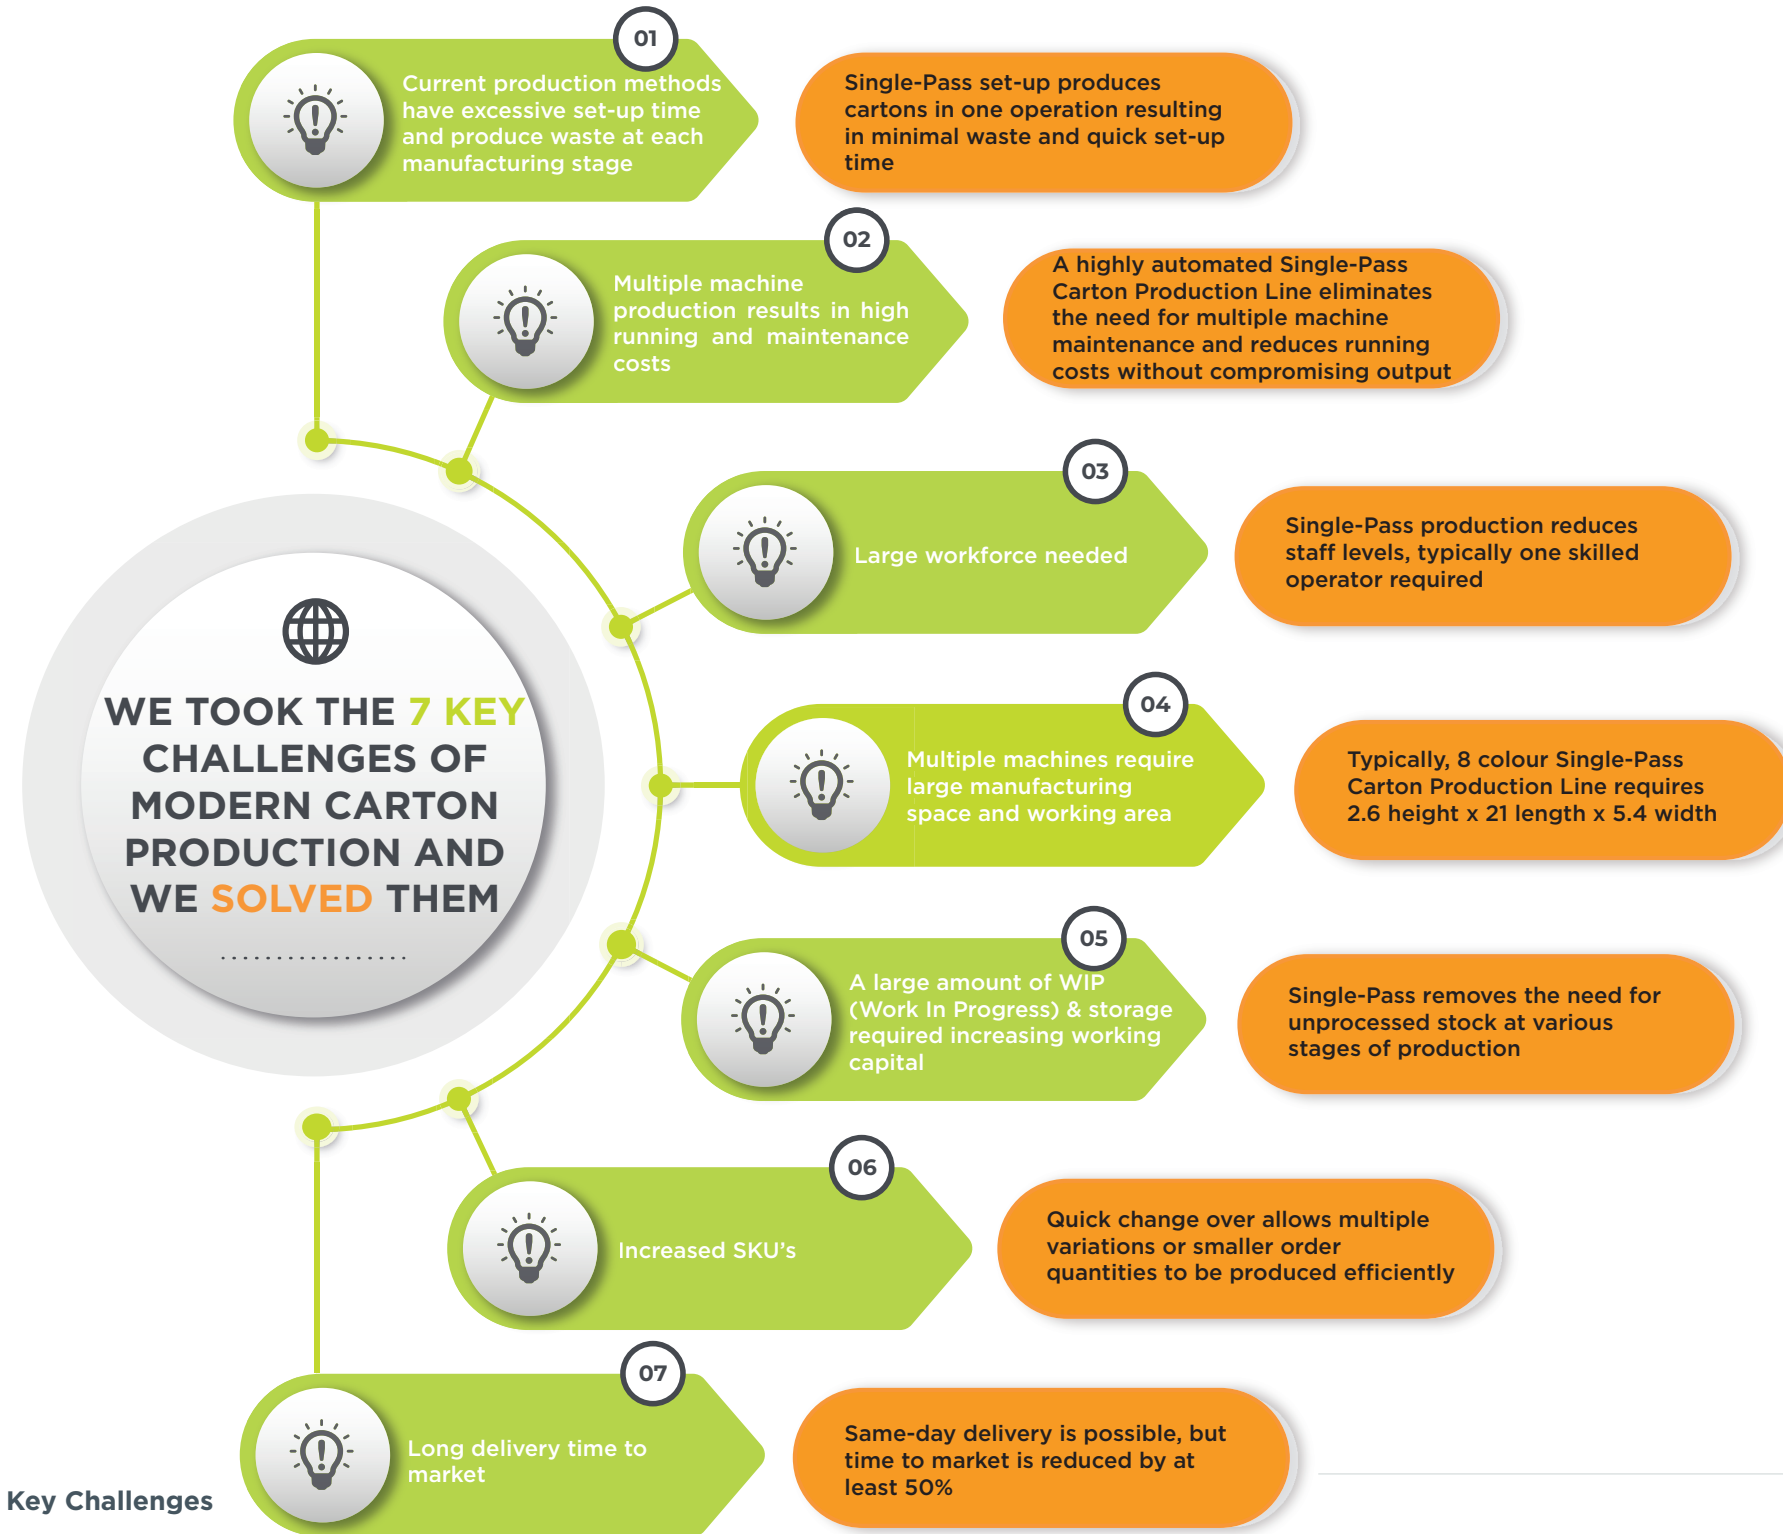 01
Current production methods
have excessive set-up time
and produce waste at each
manufacturing stage
Single-Pass set-up produces
cartons in one operation resulting
in minimal waste and quick set-up
time
02
Multiple machine
production results in high
running and maintenance
costs
A highly automated Single-Pass
Carton Production Line eliminates
the need for multiple machine
maintenance and reduces running
costs without compromising output
03
Large workforce needed
Single-Pass production reduces
staff levels, typically one skilled
operator required
WE TOOK THE 7 KEY
CHALLENGES OF
MODERN CARTON
PRODUCTION AND
WE SOLVED THEM
04
Multiple machines require
large manufacturing
space and working area
Typically, 8 colour Single-Pass
Carton Production Line requires
2.6 height x 21 length x 5.4 width
05
A large amount of WIP
(Work In Progress) & storage
required increasing working
capital
Single-Pass removes the need for
unprocessed stock at various
stages of production
06
Increased SKU's
Quick change over allows multiple
variations or smaller order
quantities to be produced efficiently
07
Long delivery time to
market
Same-day delivery is possible, but
time to market is reduced by at
least 50%
Key Challenges